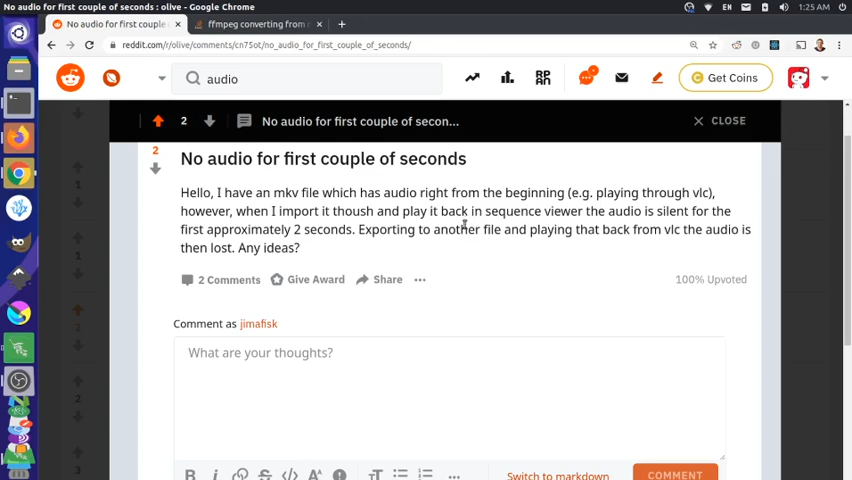 No audio for first couple of seconds : olive - Google Chrome
EN
1:25 AM
No audio for first couple
ffmpeg converting from m
reddit.com/r/olive/comments/cn75ot/no_audio_for_first_couple_of_seconds/
audio
Get Coins
2
No audio for first couple of secon...
CLOSE
2
No audio for first couple of seconds
1
Hello, I have an mkv file which has audio right from the beginning (e.g. playing through vlc),
however, when I import it thoush and play it back in sequence viewer the audio is silent for the
first approximately 2 seconds. Exporting to another file and playing that back from vlc the audio is
then lost. Any ideas?
1
2 Comments
Give Award
Share
100% Upvoted
2
Comment as jimafisk
What are your thoughts?
2
3
Switch to markdown
COMMENT